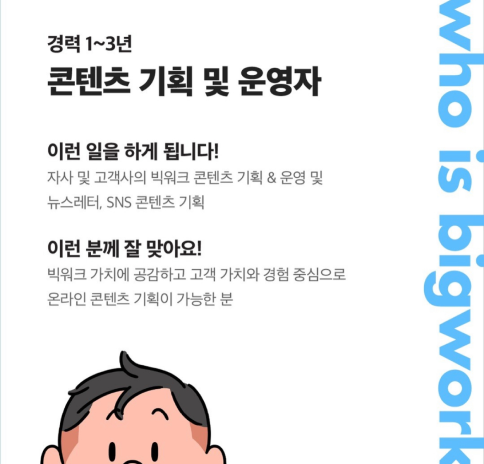 경력 1~3년
콘텐츠 기획 및 운영자
이런 일을 하게 됩니다!
자사 및 고객사의 빅워크 콘텐츠 기획 & 운영 및
뉴스레터, SNS 콘텐츠 기획
이런 분께 잘 맞아요!
빅워크 가치에 공감하고 고객 가치와 경험 중심으로
온라인 콘텐츠 기획이 가능한 분
who is bigwork